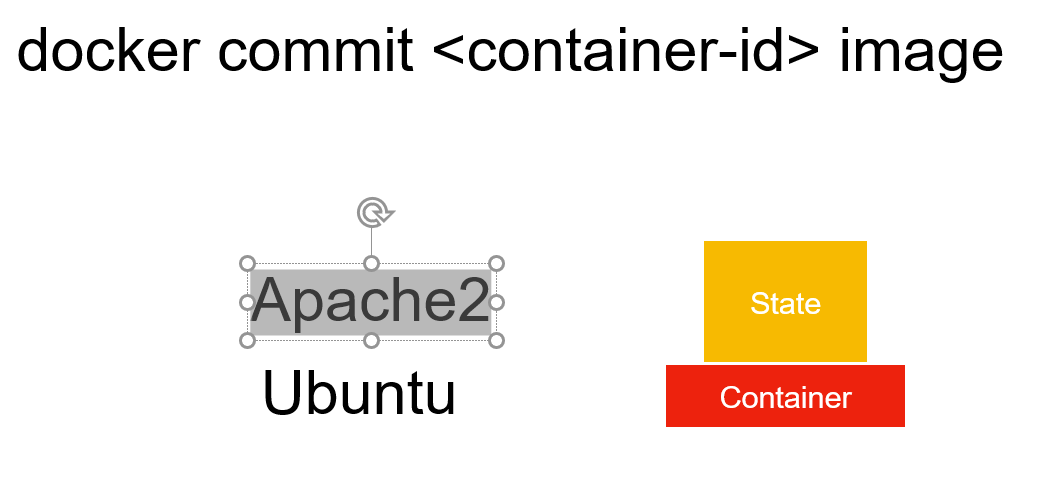 docker commit <container-id> image
Apache2
Ubuntu
State
Container